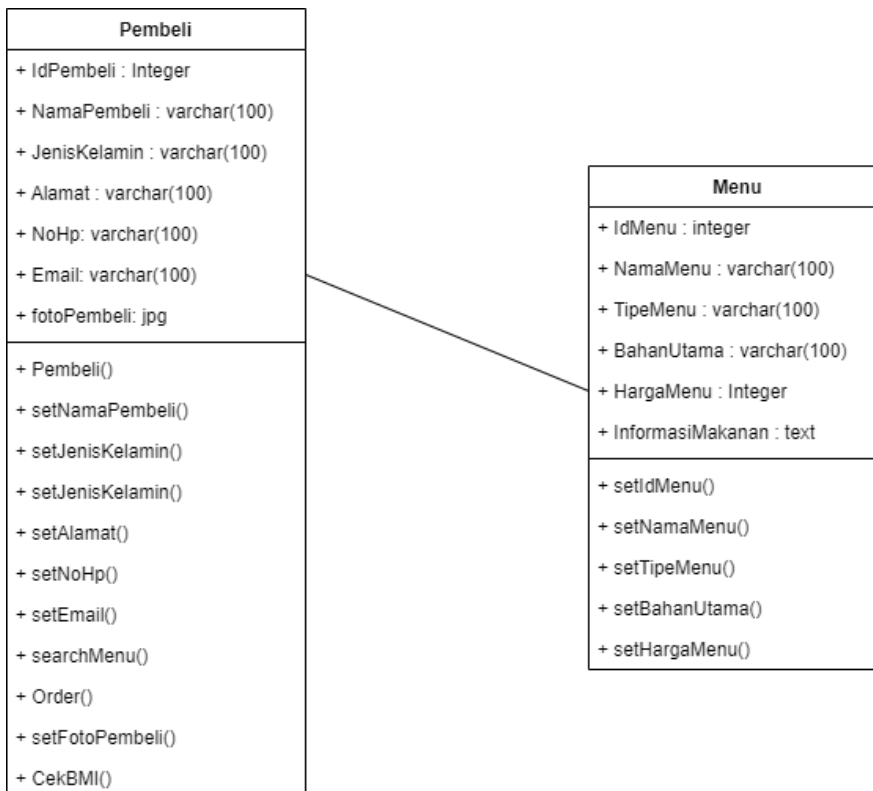 Pembeli
+ IdPembeli : Integer
+ NamaPembeli : varchar(100)
+ JenisKelamin : varchar(100)
+ Alamat : varchar(100)
+ NoHp: varchar(100)
+ Email: varchar(100)
+ fotoPembeli: jpg
+ Pembeli()
+ setNamaPembeli()
+ setJenisKelamin()
+ setJenisKelamin()
+ setAlamat()
+ setNoHp()
+ setEmail()
+ searchMenu()
+ Order()
+ setFotoPembeli()
+ CekBMI()
Menu
+ IdMenu : integer
+ NamaMenu : varchar(100)
+ TipeMenu : varchar(100)
+ BahanUtama : varchar(100)
+ HargaMenu : Integer
+ InformasiMakanan : text
+ setIdMenu()
+ setNamaMenu()
+ setTipeMenu()
+ setBahanUtama()
+ setHargaMenu()